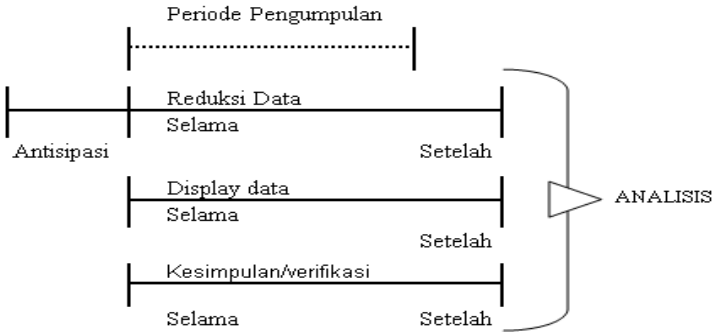 Periode Pengumpulan
Reduksi Data
Selama
Antisipasi
Setelah
Display data
Selama
ANALISIS
Setelah
Kesimpulan/verifikasi
Selama
Setelah